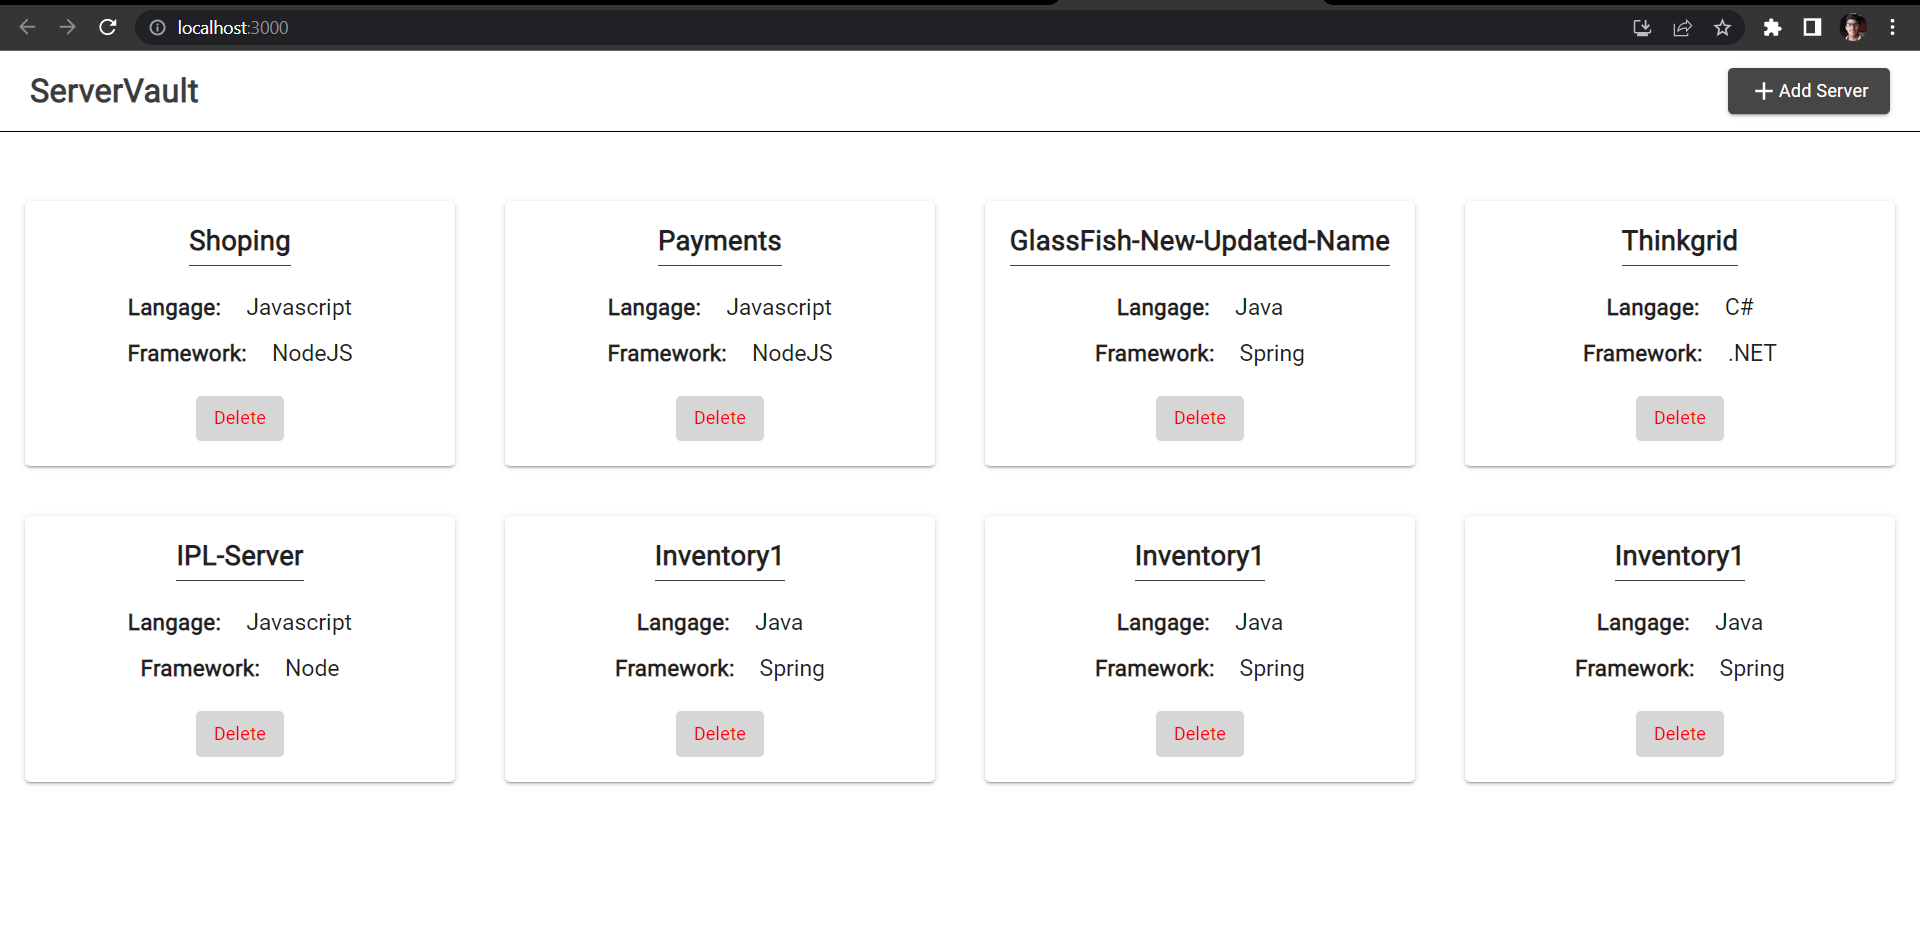 localhost:3000
ServerVault
Add Server
Shoping
Langage: Javascript
Framework: NodeJS
Delete
Payments
Langage: Javascript
Framework: NodeJS
Delete
GlassFish-New-Updated-Name
Langage: Java
Framework: Spring
Delete
Thinkgrid
Langage: C#
Framework: .NET
Delete
IPL-Server
Langage: Javascript
Framework: Node
Delete
Inventory1
Langage: Java
Framework: Spring
Delete
Inventory1
Langage: Java
Framework: Spring
Delete
Inventory1
Langage: Java
Framework: Spring
Delete